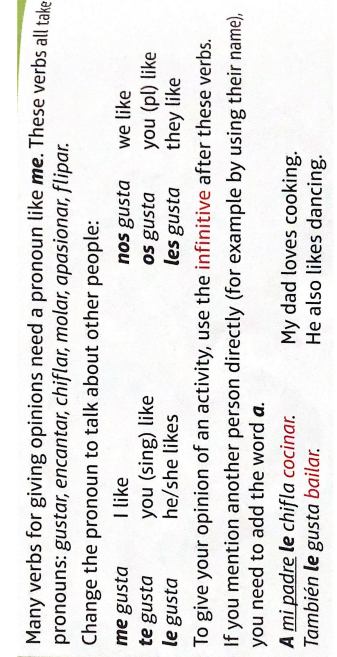 Many verbs for giving opinions need a pronoun like me. These verbs all take
pronouns: gustar, encantar, chiflar, molar, apasionar, flipar.
Change the pronoun to talk about other people:
me gusta I like nos gusta we like
te gusta you (sing) like os gusta you (pl) like
le gusta he/she likes les gusta they like
To give your opinion of an activity, use the infinitive after these verbs.
If you mention another person directly (for example by using their name),
you need to add the word a.
A mi padre le chifla cocinar. My dad loves cooking.
También le gusta bailar. He also likes dancing.